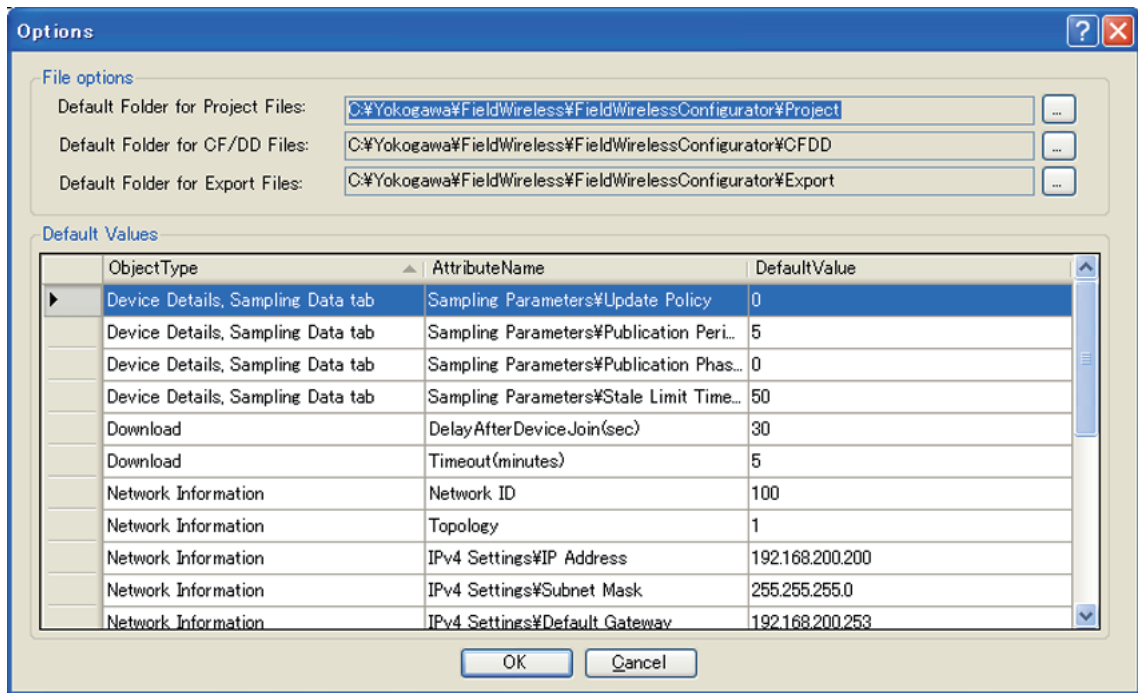 Options
File options
Default Folder for Project Files: C:¥Yokogawa¥FieldWireless¥FieldWirelessConfigurator¥Project ...
Default Folder for CF/DD Files: C:¥Yokogawa¥FieldWireless¥FieldWirelessConfigurator¥CFDD ...
Default Folder for Export Files: C:¥Yokogawa¥FieldWireless¥FieldWirelessConfigurator¥Export ...
Default Values
ObjectType AttributeName DefaultValue
Device Details, Sampling Data tab Sampling Parameters¥Update Policy 0
Device Details, Sampling Data tab Sampling Parameters¥Publication Peri... 5
Device Details, Sampling Data tab Sampling Parameters¥Publication Phas... 0
Device Details, Sampling Data tab Sampling Parameters¥Stale Limit Time... 50
Download DelayAfterDeviceJoin(sec) 30
Download Timeout(minutes) 5
Network Information Network ID 100
Network Information Topology 1
Network Information IPv4 Settings¥IP Address 192.168.200.200
Network Information IPv4 Settings¥Subnet Mask 255.255.255.0
Network Information IPv4 Settings¥Default Gateway 192.168.200.253
OK Cancel